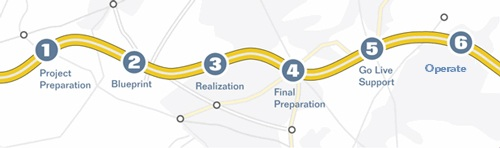 1
Project
Preparation
2
Blueprint
3
Realization
4
Final
Preparation
5
Go Live
Support
6
Operate